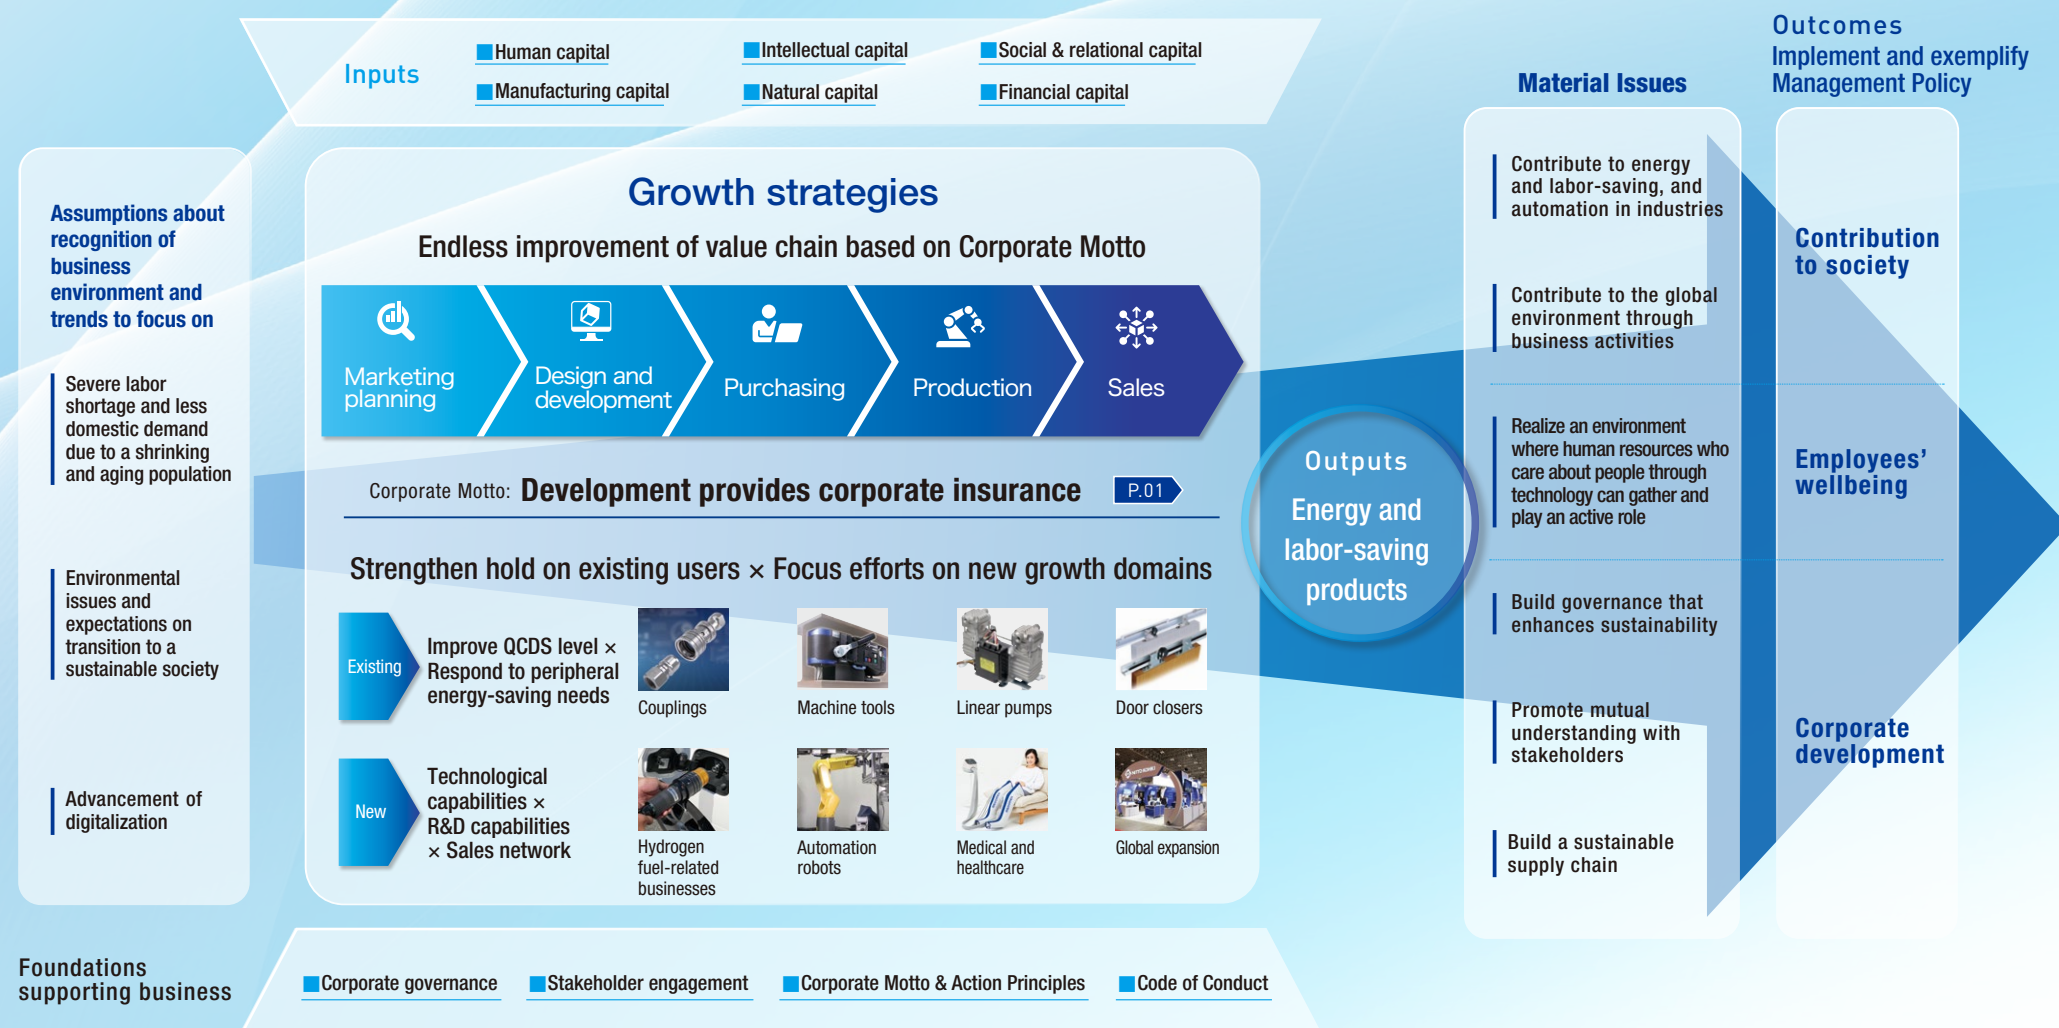 Inputs
Human capital
Intellectual capital
Social & relational capital
Manufacturing capital
Natural capital
Financial capital
Assumptions about
recognition of
business
environment and
trends to focus on
Severe labor
shortage and less
domestic demand
due to a shrinking
and aging population
Environmental
issues and
expectations on
transition to a
sustainable society
Advancement of
digitalization
Growth strategies
Endless improvement of value chain based on Corporate Motto
Marketing
planning
Design and
development
Purchasing
Production
Sales
Corporate Motto: Development provides corporate insurance P.01
Strengthen hold on existing users × Focus efforts on new growth domains
Existing
Improve QCDS level ×
Respond to peripheral
energy-saving needs
Couplings
Machine tools
Linear pumps
Door closers
New
Technological
capabilities ×
R&D capabilities
× Sales network
Hydrogen
fuel-related
businesses
Automation
robots
Medical and
healthcare
Global expansion
Outputs
Energy and
labor-saving
products
Material Issues
Contribute to energy
and labor-saving, and
automation in industries
Contribute to the global
environment through
business activities
Realize an environment
where human resources who
care about people through
technology can gather and
play an active role
Build governance that
enhances sustainability
Promote mutual
understanding with
stakeholders
Build a sustainable
supply chain
Outcomes
Implement and exemplify
Management Policy
Contribution
to society
Employees’
wellbeing
Corporate
development
Foundations
supporting business
Corporate governance
Stakeholder engagement
Corporate Motto & Action Principles
Code of Conduct